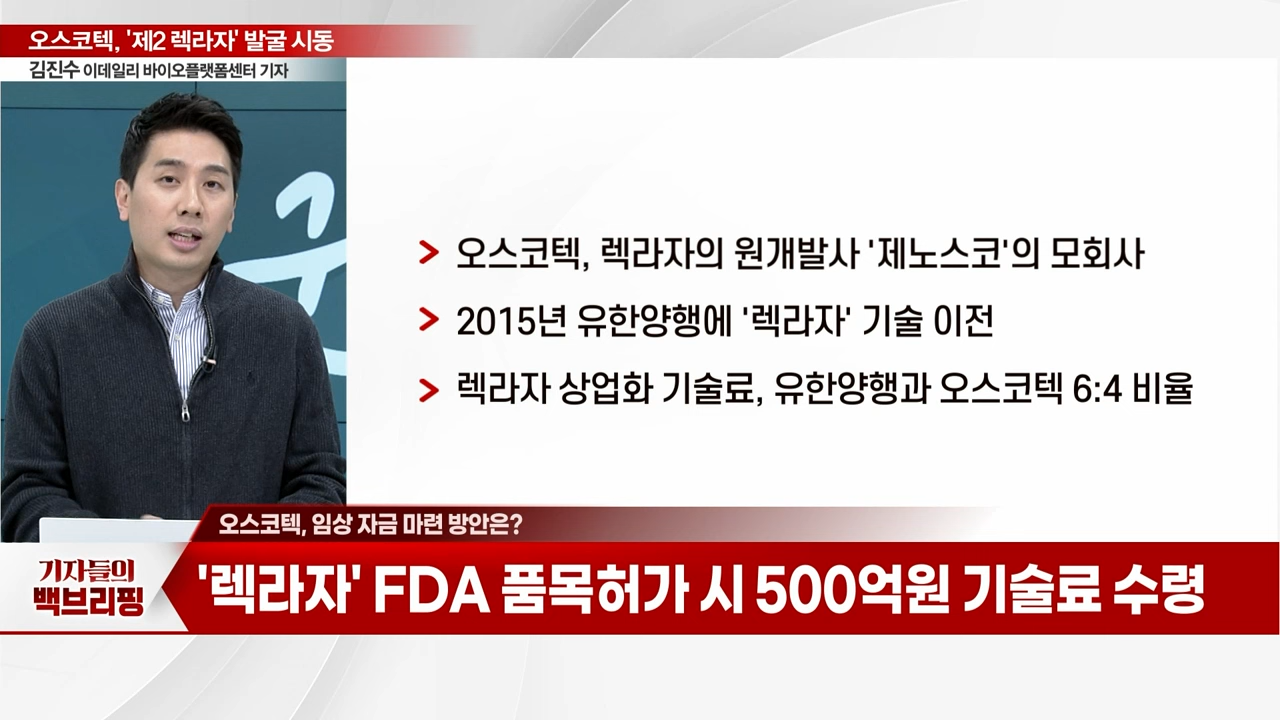 오스코텍, '제2 렉라자' 발굴 시동
김진수 이데일리 바이오플랫폼센터 기자
> 오스코텍, 렉라자의 원개발사 '제노스코'의 모회사
> 2015년 유한양행에 '렉라자' 기술 이전
> 렉라자 상업화 기술료, 유한양행과 오스코텍 6:4 비율
오스코텍, 임상 자금 마련 방안은?
기자들의
백브리핑
'렉라자' FDA 품목허가 시 500억원 기술료 수령